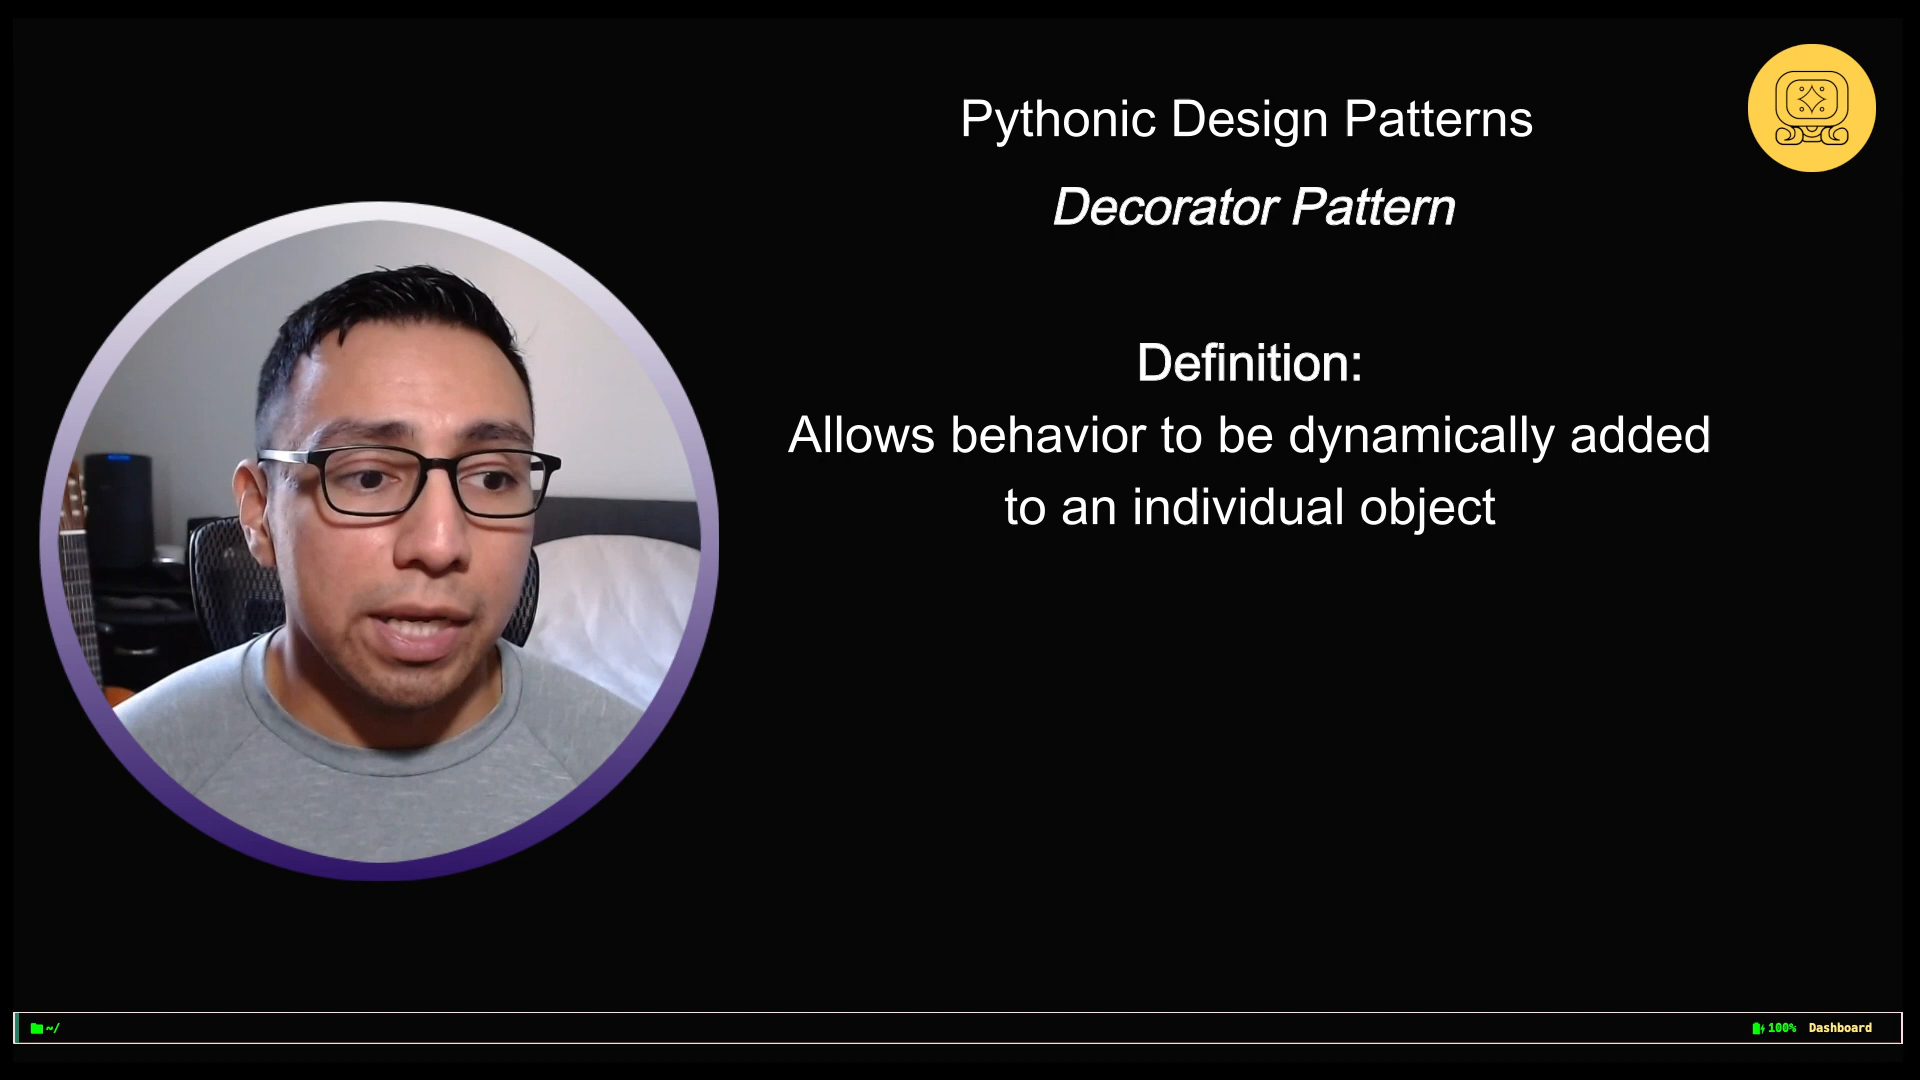 Pythonic Design Patterns
Decorator Pattern
Definition:
Allows behavior to be dynamically added
to an individual object
~/
100% Dashboard